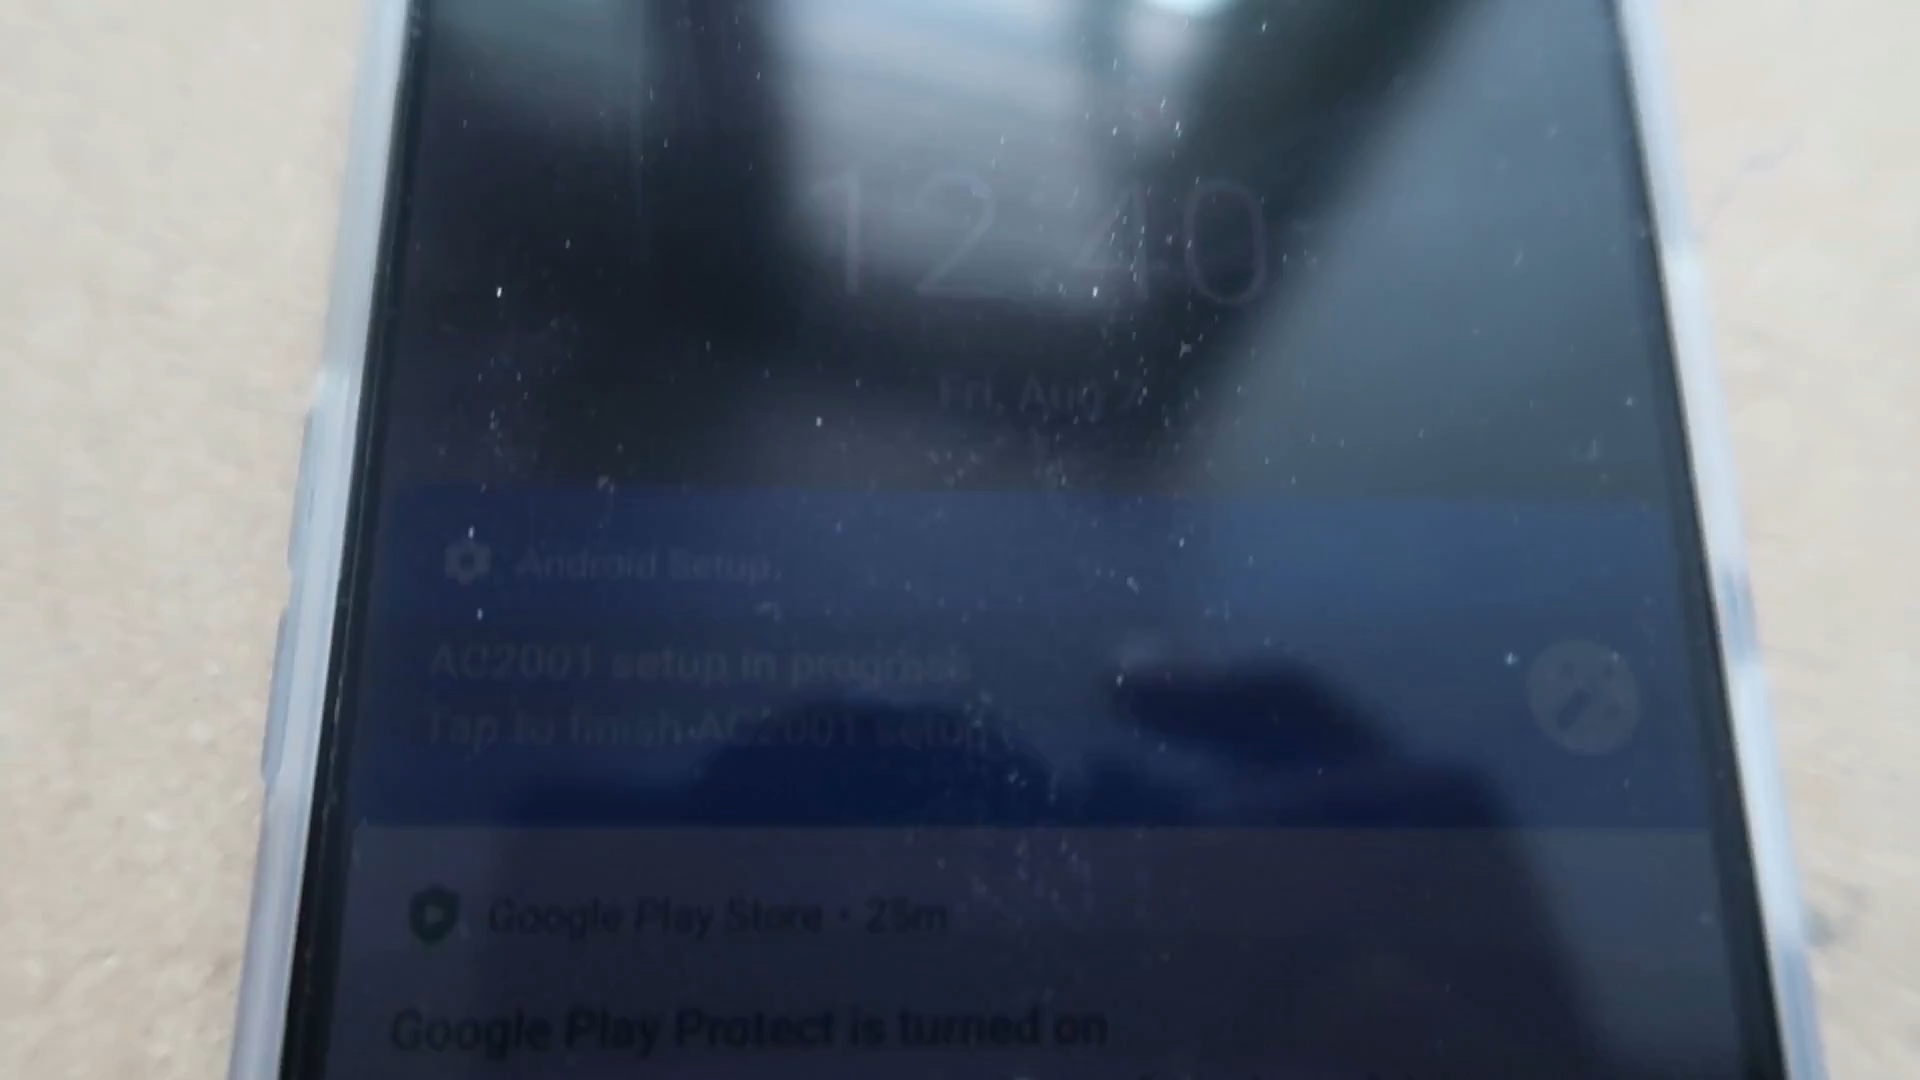 12 40
Fri, Aug 7
Android Setup
AC2001 setup in progress
Tap to finish AC2001 setup
Google Play Store • 25m
Google Play Protect is turned on